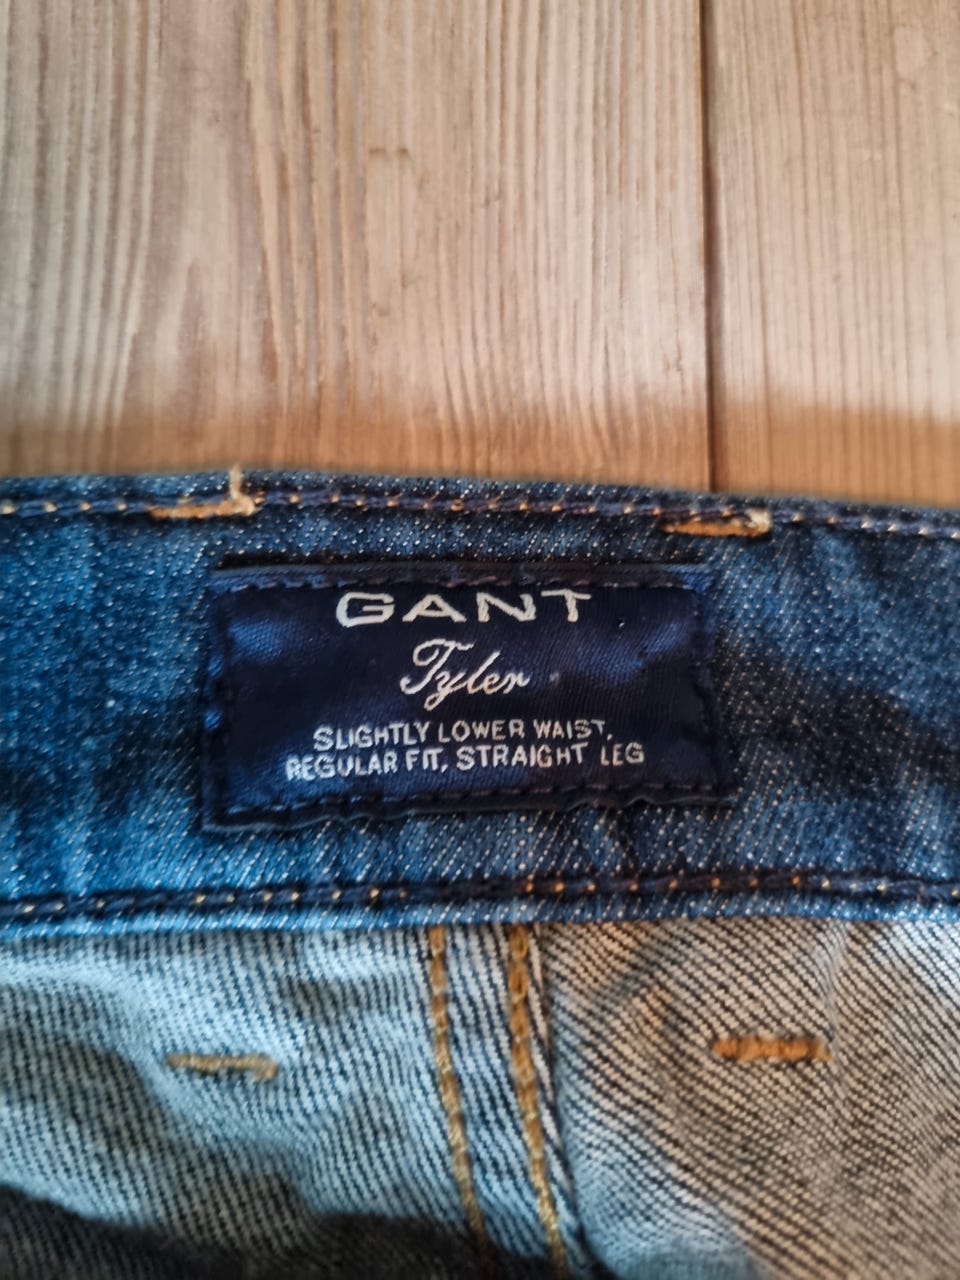 GANT
Tyler
SLIGHTLY LOWER WAIST,
REGULAR FIT, STRAIGHT LEG